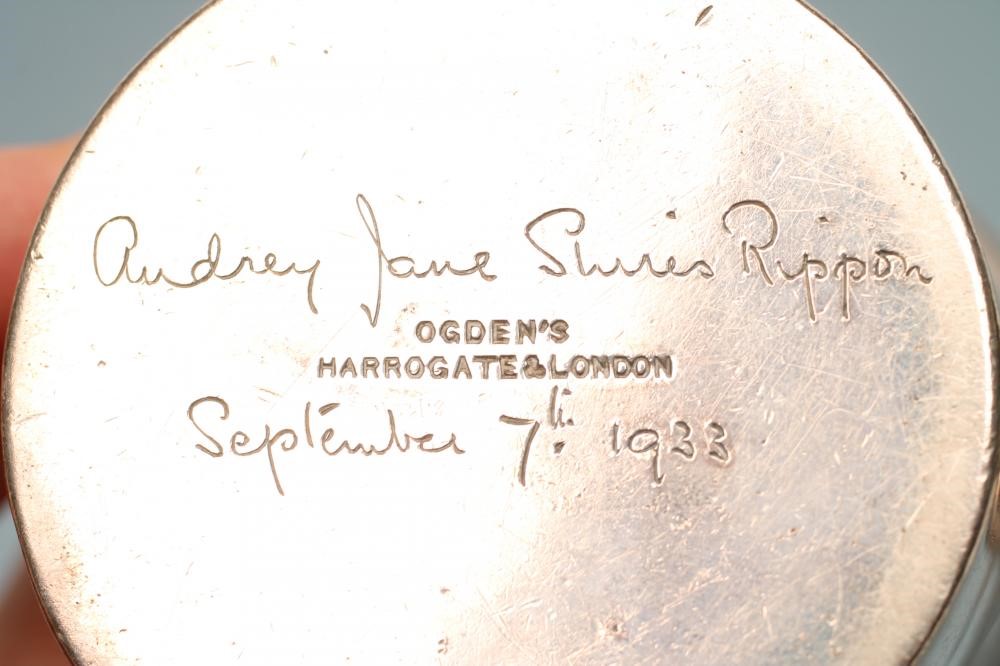 Audrey Jane Shires Rippon
OGDEN'S
HARROGATE & LONDON
September 7th. 1933